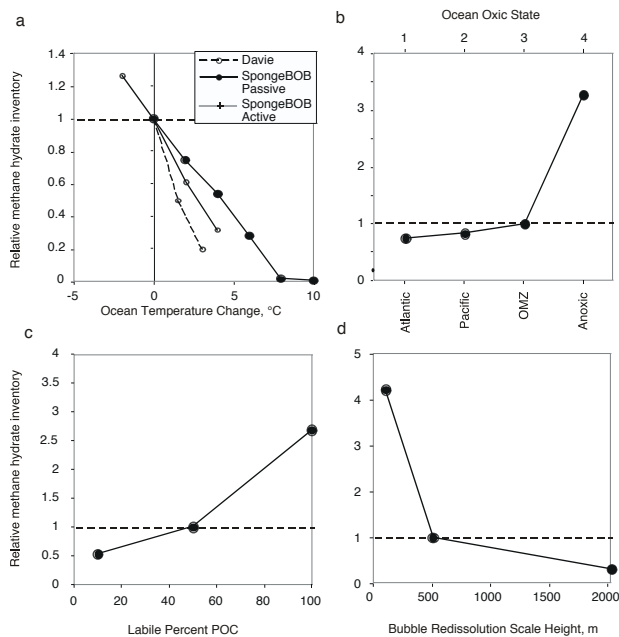 a
Relative methane hydrate inventory
1.4
1.2
1
0.8
0.6
0.4
0.2
0
-5
0
5
10
Ocean Temperature Change, °C
Davie
SpongeBOB
Passive
SpongeBOB
Active
b
Ocean Oxic State
1
2
3
4
4
3
2
1
0
Atlantic
Pacific
OMZ
Anoxic
c
Relative methane hydrate inventory
4
3.5
3
2.5
2
1.5
1
0.5
0
20
40
60
80
100
Labile Percent POC
d
5
4
3
2
1
0
0
500
1000
1500
2000
Bubble Redissolution Scale Height, m